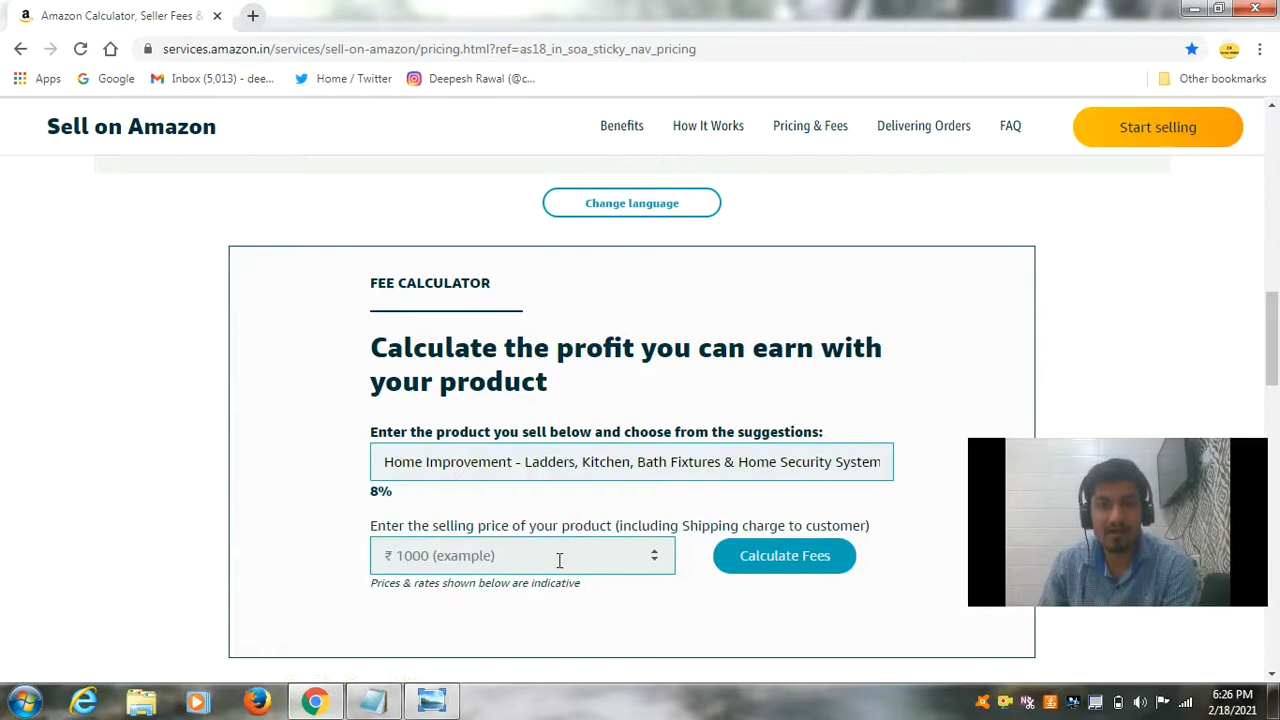 Amazon Calculator, Seller Fees &
services.amazon.in/services/sell-on-amazon/pricing.html?ref=as18_in_soa_sticky_nav_pricing
Apps Google Inbox (5,013) - dee... Home / Twitter Deepesh Rawal (@c... Other bookmarks
Sell on Amazon Benefits How It Works Pricing & Fees Delivering Orders FAQ Start selling
Change language
FEE CALCULATOR
Calculate the profit you can earn with
your product
Enter the product you sell below and choose from the suggestions:
Home Improvement - Ladders, Kitchen, Bath Fixtures & Home Security System
8%
Enter the selling price of your product (including Shipping charge to customer)
₹ 1000 (example) Calculate Fees
Prices & rates shown below are indicative
6:26 PM
2/18/2021